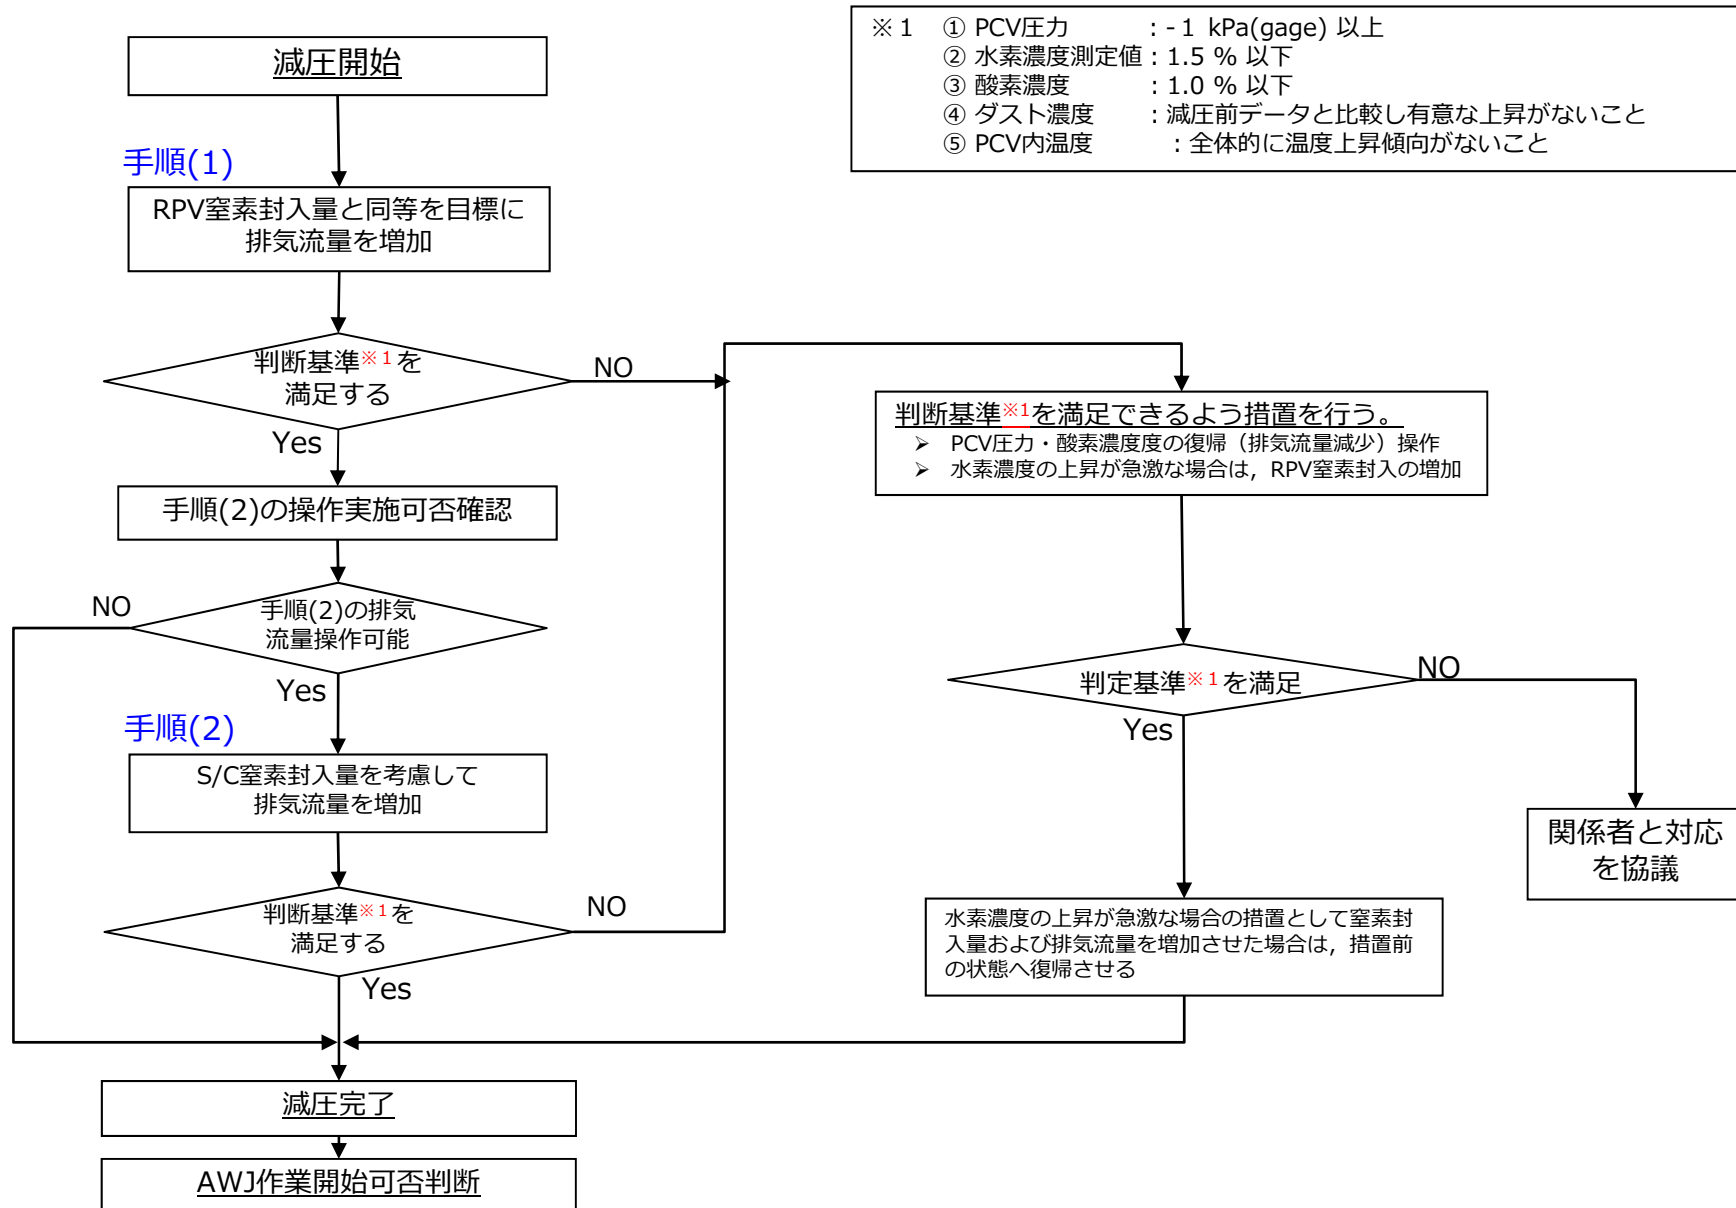 減圧開始
※１ ① PCV圧力 ：-１ kPa(gage) 以上
② 水素濃度測定値：1.5 % 以下
③ 酸素濃度 ：1.0 % 以下
④ ダスト濃度 ：減圧前データと比較し有意な上昇がないこと
⑤ PCV内温度 ：全体的に温度上昇傾向がないこと
手順(1)
RPV窒素封入量と同等を目標に
排気流量を増加
判断基準※１を
満足する
NO
Yes
手順(2)の操作実施可否確認
NO
手順(2)の排気
流量操作可能
Yes
手順(2)
S/C窒素封入量を考慮して
排気流量を増加
判断基準※１を
満足する
NO
Yes
判断基準※1を満足できるよう措置を行う。
➢ PCV圧力・酸素濃度度の復帰（排気流量減少）操作
➢ 水素濃度の上昇が急激な場合は，RPV窒素封入の増加
判定基準※１を満足
NO
Yes
関係者と対応
を協議
水素濃度の上昇が急激な場合の措置として窒素封
入量および排気流量を増加させた場合は，措置前
の状態へ復帰させる
減圧完了
AWJ作業開始可否判断